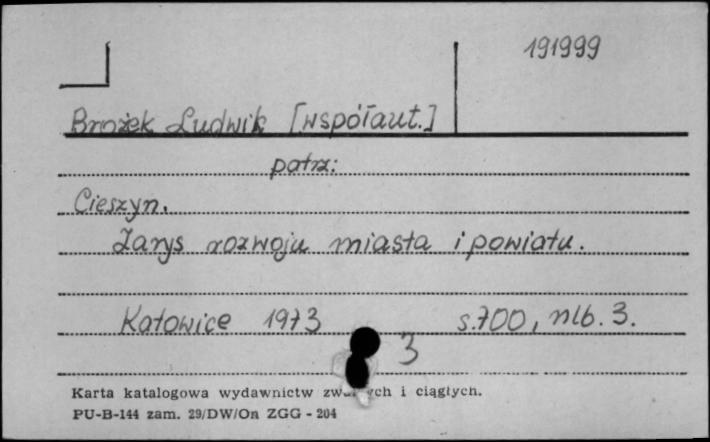 191999
Brożek Ludwik [współaut.]
patrz:
Cieszyn.
Zarys rozwoju miasta i powiatu.
Katowice 1973 s.700, nlb. 3.
3
Karta katalogowa wydawnictw i ciągłych.
PU-B-144 zam. 29/DW/On ZGG - 204